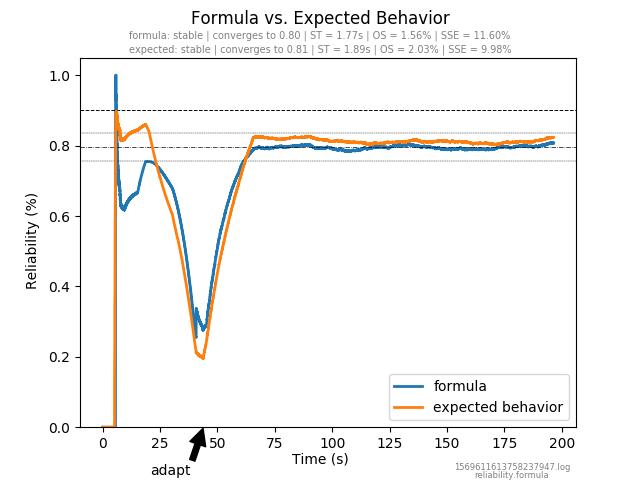 Formula vs. Expected Behavior
formula: stable | converges to 0.80 | ST = 1.77s | OS = 1.56% | SSE = 11.60%
expected: stable | converges to 0.81 | ST = 1.89s | OS = 2.03% | SSE = 9.98%
1.0
0.8
0.6
0.4
0.2
0.0
Reliability (%)
formula
expected behavior
0 25 50 75 100 125 150 175 200
Time (s)
adapt
1569611613758237947.log
reliability.formula